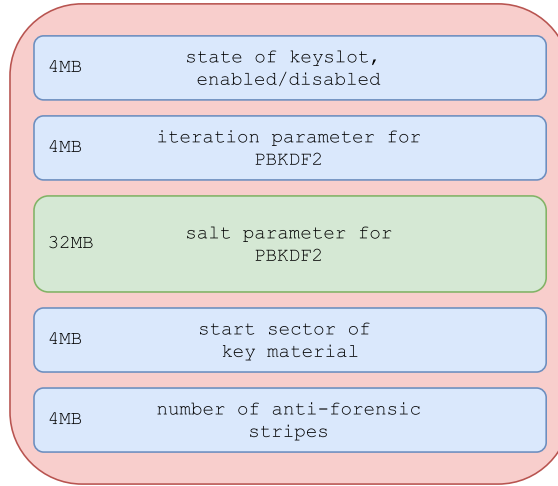 4MB
state of keyslot,
enabled/disabled
4MB
iteration parameter for
PBKDF2
32MB
salt parameter for
PBKDF2
4MB
start sector of
key material
4MB
number of anti-forensic
stripes